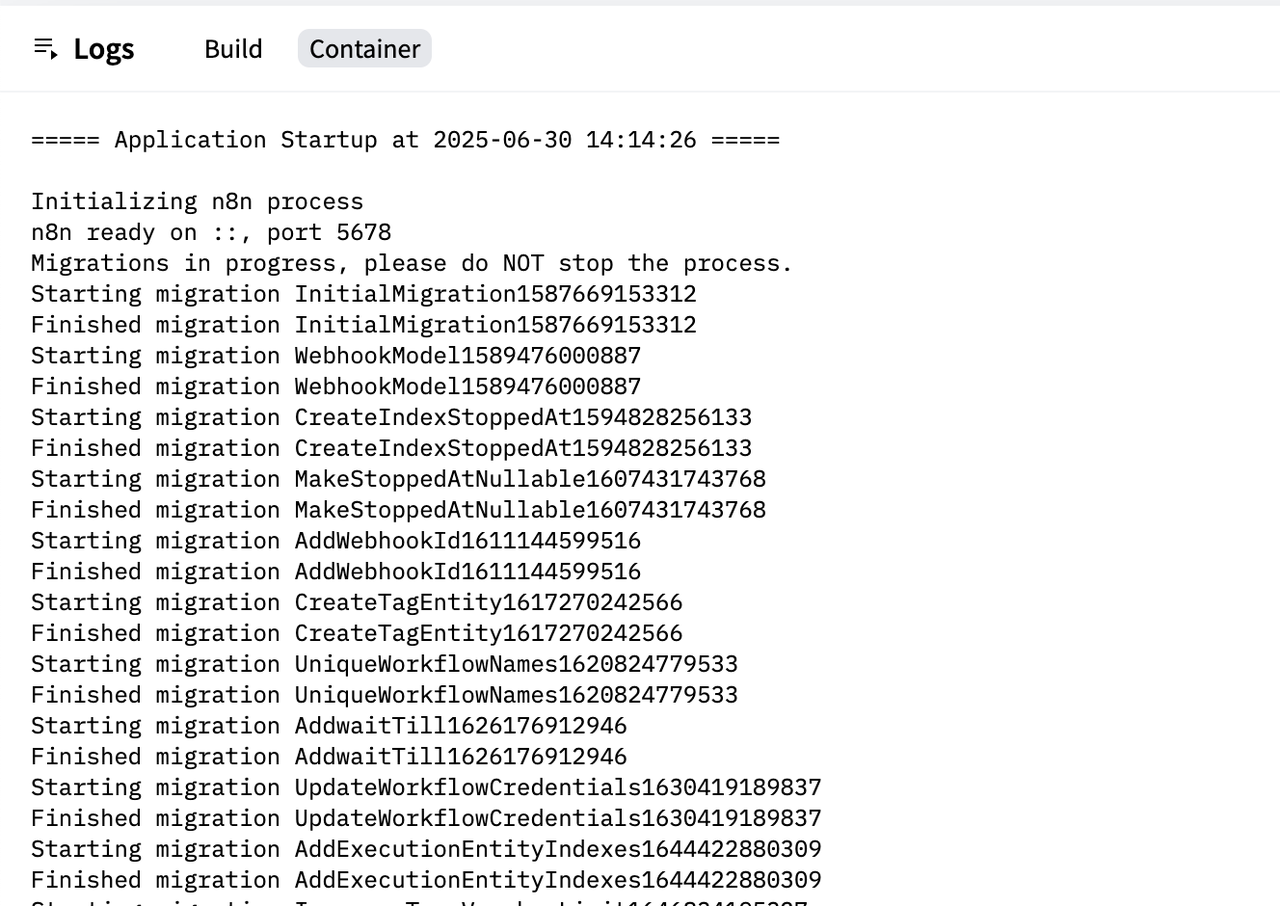 Logs Build Container
===== Application Startup at 2025-06-30 14:14:26 =====
Initializing n8n process
n8n ready on ::, port 5678
Migrations in progress, please do NOT stop the process.
Starting migration InitialMigration1587669153312
Finished migration InitialMigration1587669153312
Starting migration WebhookModel1589476000887
Finished migration WebhookModel1589476000887
Starting migration CreateIndexStoppedAt1594828256133
Finished migration CreateIndexStoppedAt1594828256133
Starting migration MakeStoppedAtNullable1607431743768
Finished migration MakeStoppedAtNullable1607431743768
Starting migration AddWebhookId1611144599516
Finished migration AddWebhookId1611144599516
Starting migration CreateTagEntity1617270242566
Finished migration CreateTagEntity1617270242566
Starting migration UniqueWorkflowNames1620824779533
Finished migration UniqueWorkflowNames1620824779533
Starting migration AddwaitTill1626176912946
Finished migration AddwaitTill1626176912946
Starting migration UpdateWorkflowCredentials1630419189837
Finished migration UpdateWorkflowCredentials1630419189837
Starting migration AddExecutionEntityIndexes1644422880309
Finished migration AddExecutionEntityIndexes1644422880309
Starting migration